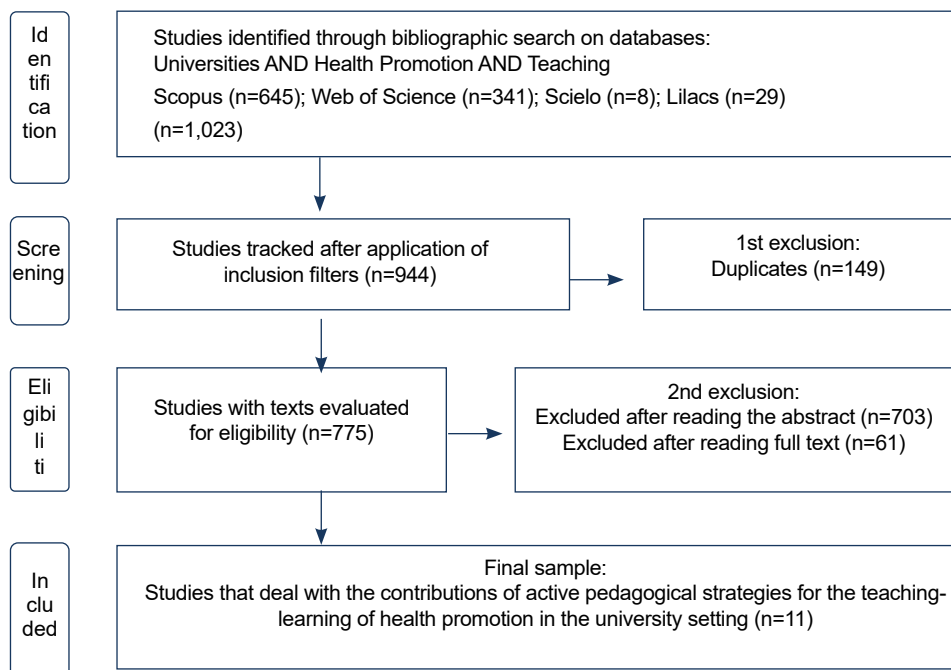 Id
en
tifi
ca
tion
Studies identified through bibliographic search on databases:
Universities AND Health Promotion AND Teaching
Scopus (n=645); Web of Science (n=341); Scielo (n=8); Lilacs (n=29)
(n=1,023)
Scre
ening
Studies tracked after application of
inclusion filters (n=944)
1st exclusion:
Duplicates (n=149)
Eli
gibi
li
ti
Studies with texts evaluated
for eligibility (n=775)
2nd exclusion:
Excluded after reading the abstract (n=703)
Excluded after reading full text (n=61)
In
clu
ded
Final sample:
Studies that deal with the contributions of active pedagogical strategies for the teaching-
learning of health promotion in the university setting (n=11)